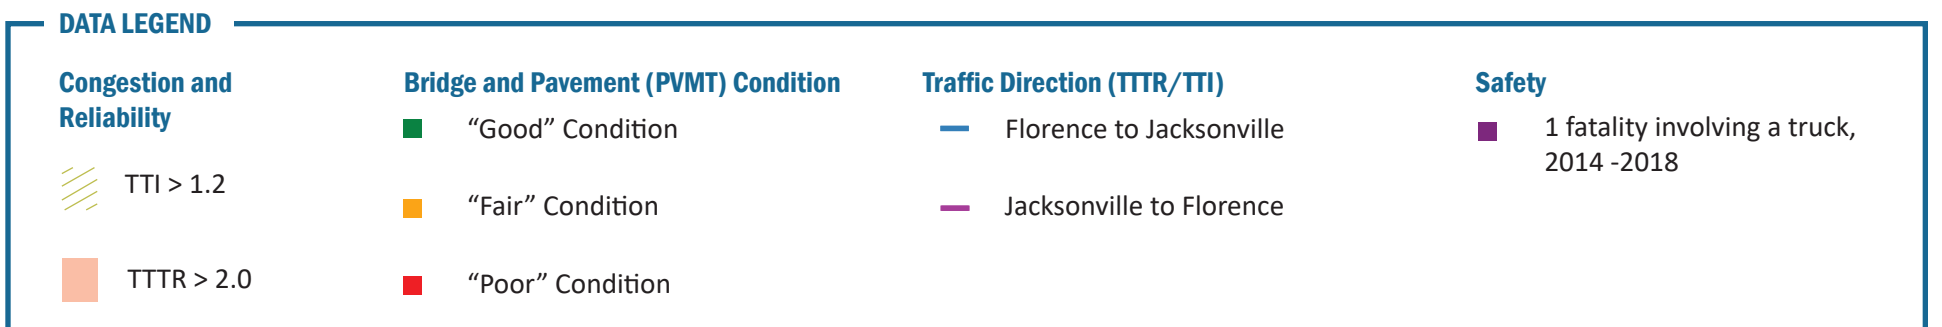 DATA LEGEND
Congestion and
Reliability
TTI > 1.2
TTTR > 2.0
Bridge and Pavement (PVMT) Condition
“Good” Condition
“Fair” Condition
“Poor” Condition
Traffic Direction (TTTR/TTI)
Florence to Jacksonville
Jacksonville to Florence
Safety
1 fatality involving a truck,
2014 -2018